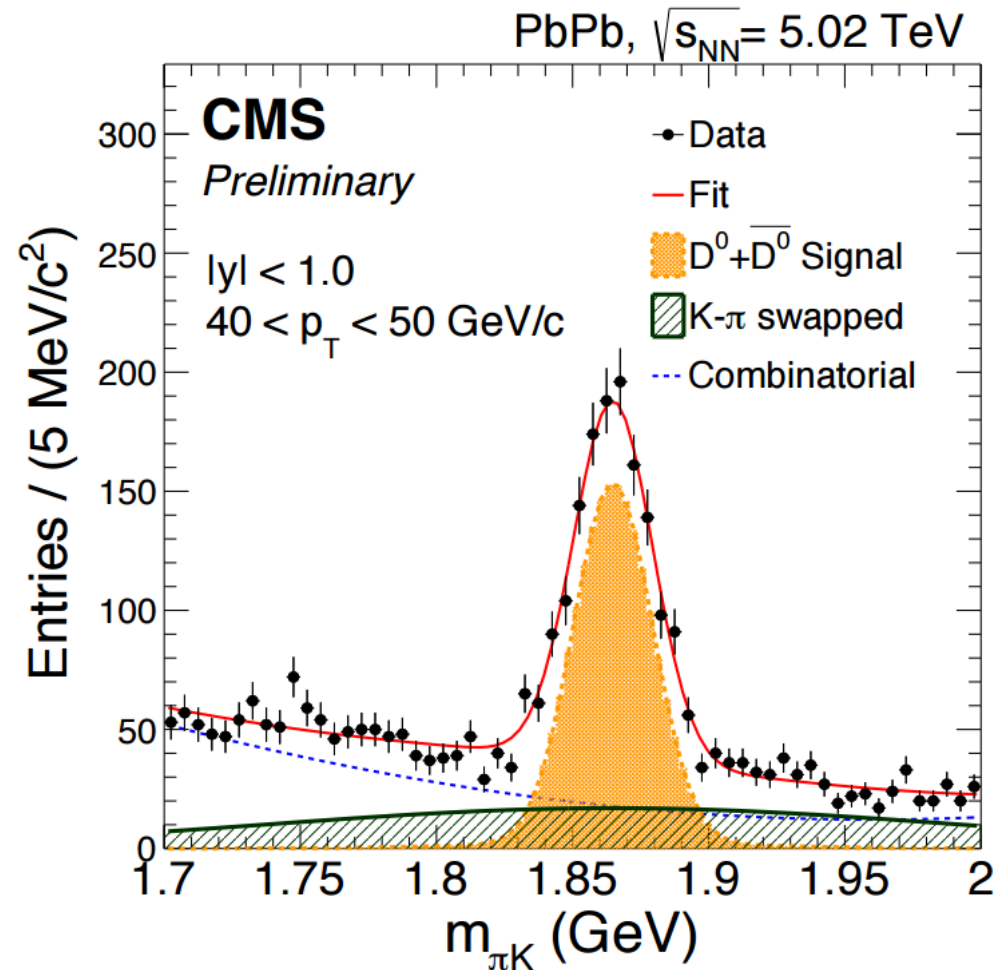 PbPb, √s_NN = 5.02 TeV
CMS
Preliminary
|y| < 1.0
40 < p_T < 50 GeV/c
Data
Fit
D⁰+D̅⁰ Signal
K-π swapped
Combinatorial
Entries / (5 MeV/c²)
300
250
200
150
100
50
0
1.7 1.75 1.8 1.85 1.9 1.95 2
m_πK (GeV)